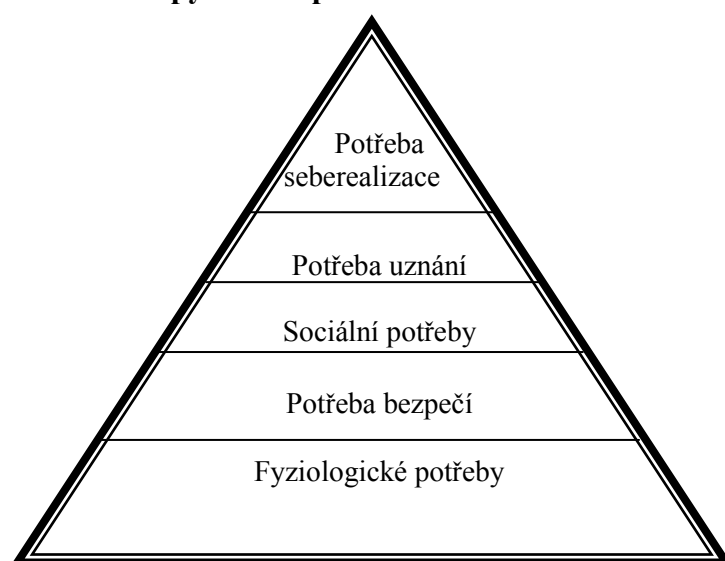 Potřeba
seberealizace
Potřeba uznání
Sociální potřeby
Potřeba bezpečí
Fyziologické potřeby